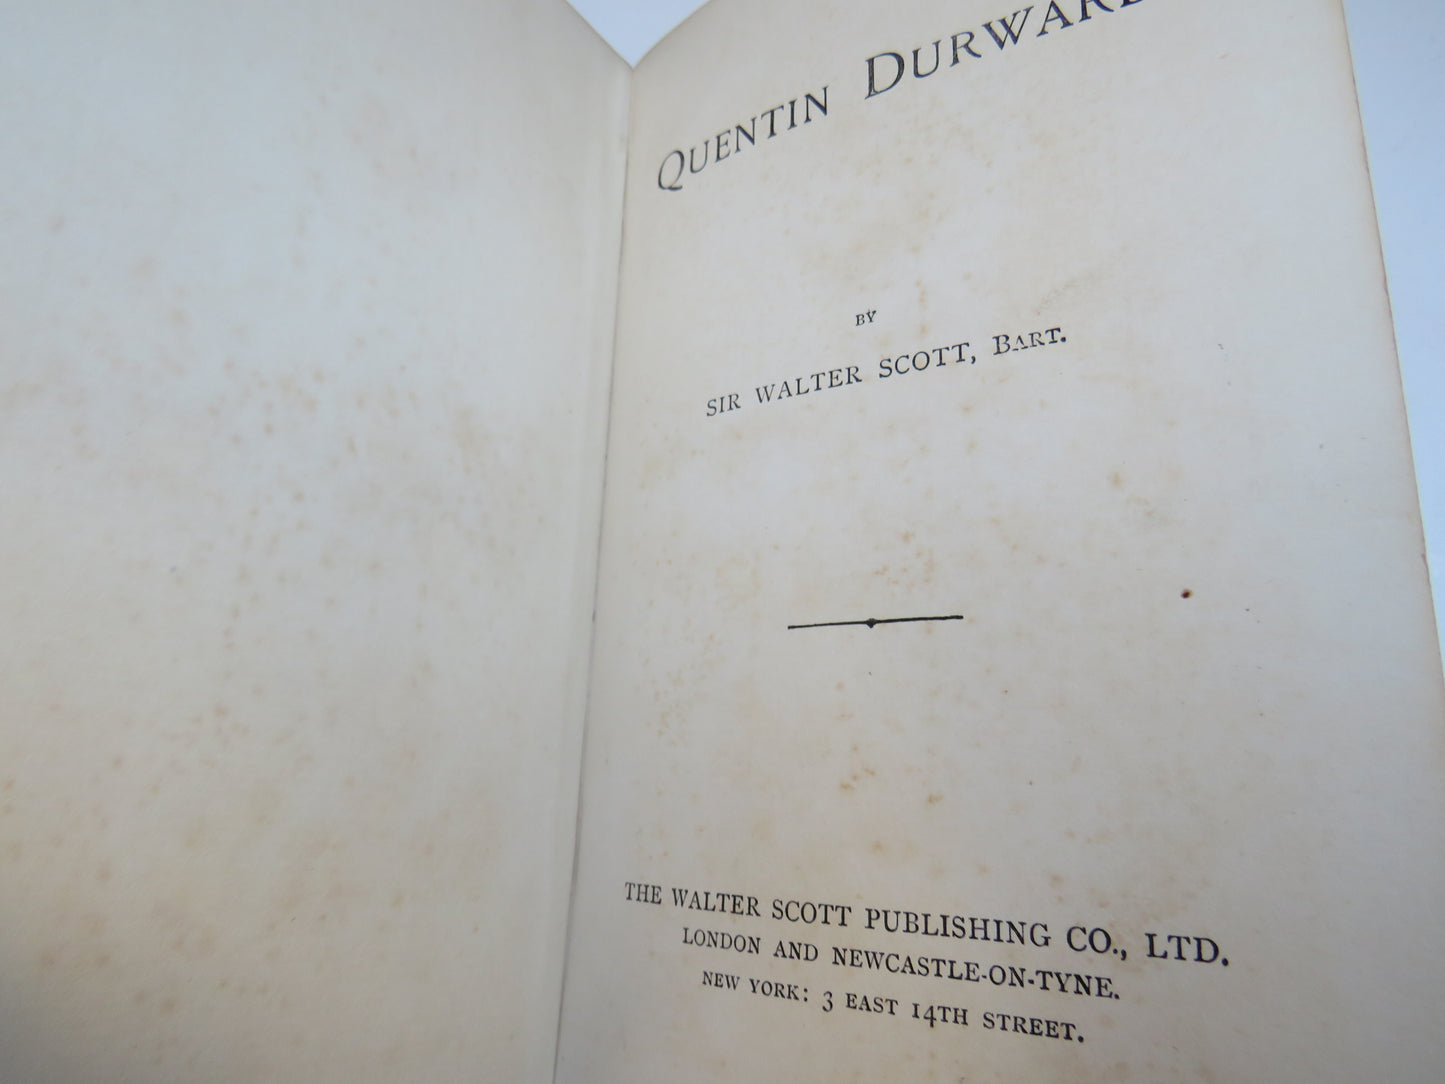 QUENTIN DURWARD
BY
SIR WALTER SCOTT, BART.
THE WALTER SCOTT PUBLISHING CO., LTD.
LONDON AND NEWCASTLE-ON-TYNE.
NEW YORK: 3 EAST 14TH STREET.